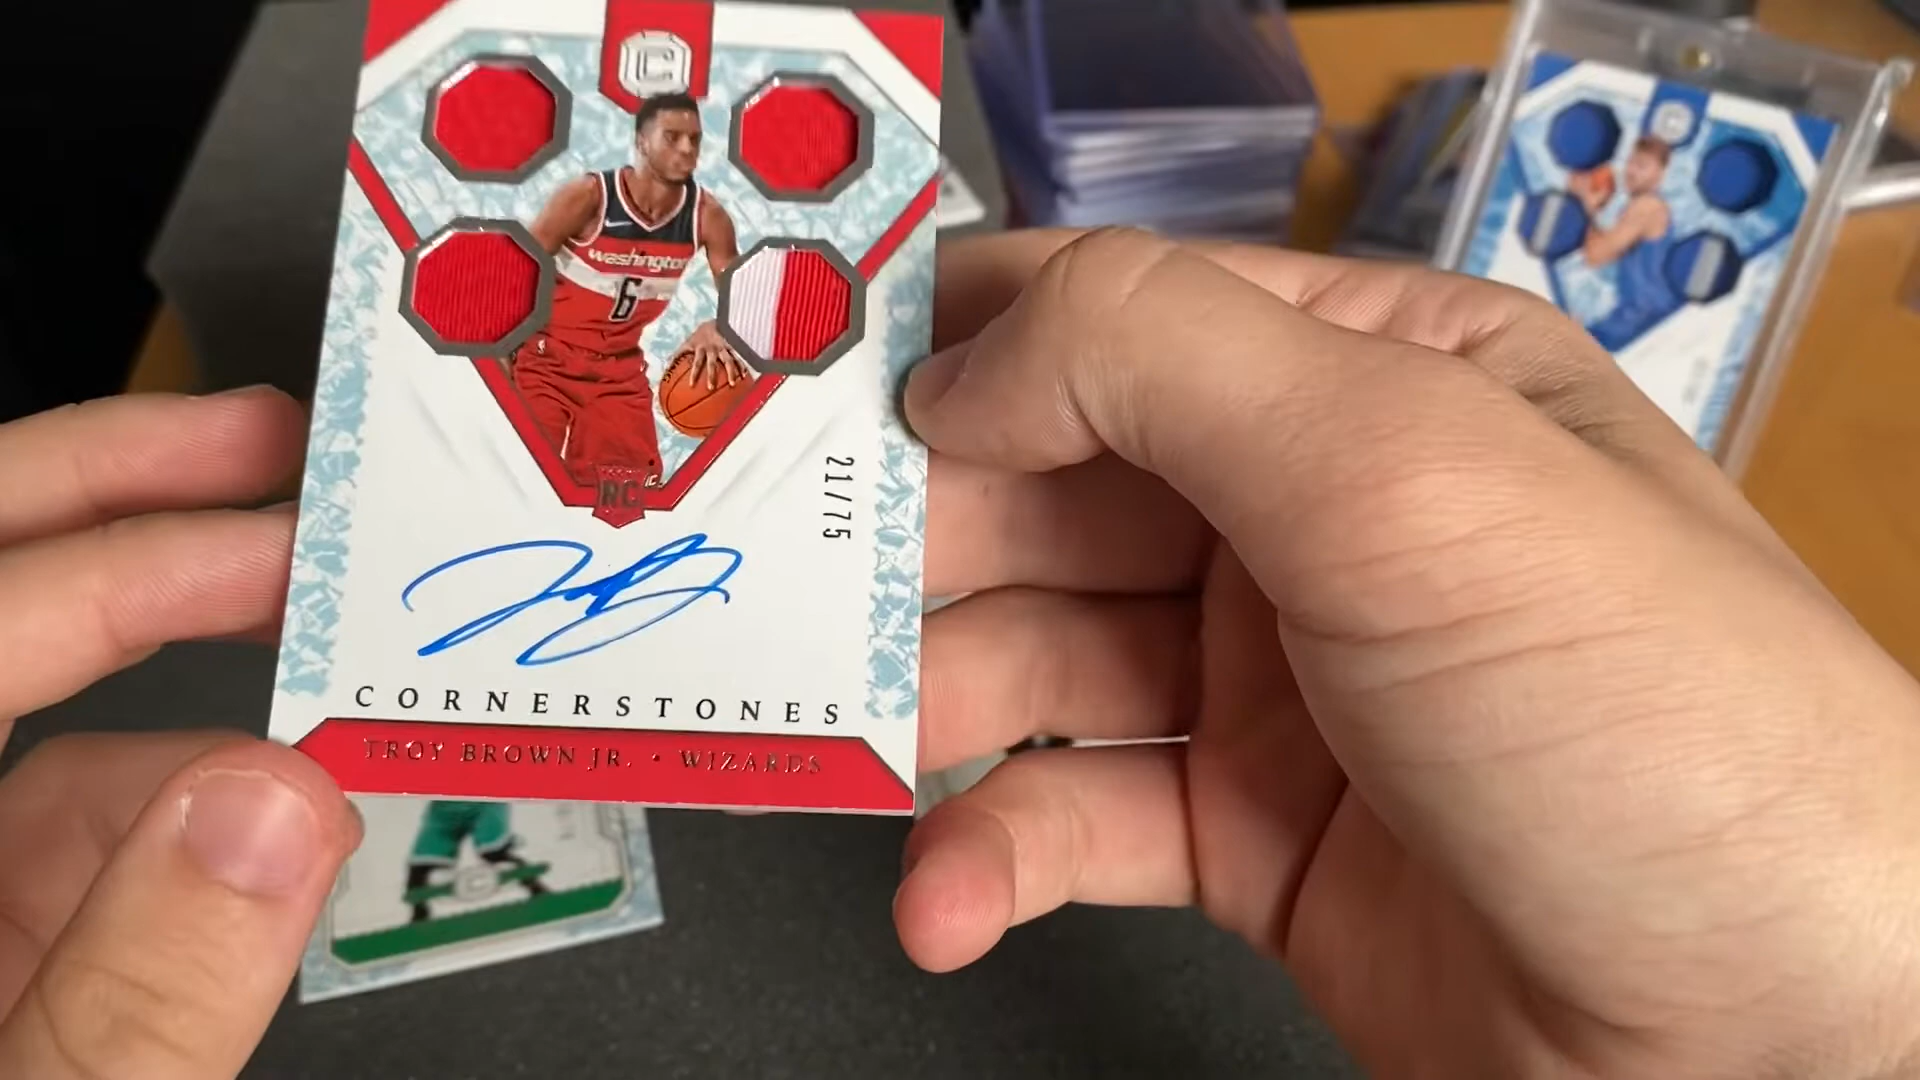 C
washington
6
RC
21/75
CORNERSTONES
TROY BROWN JR. • WIZARDS